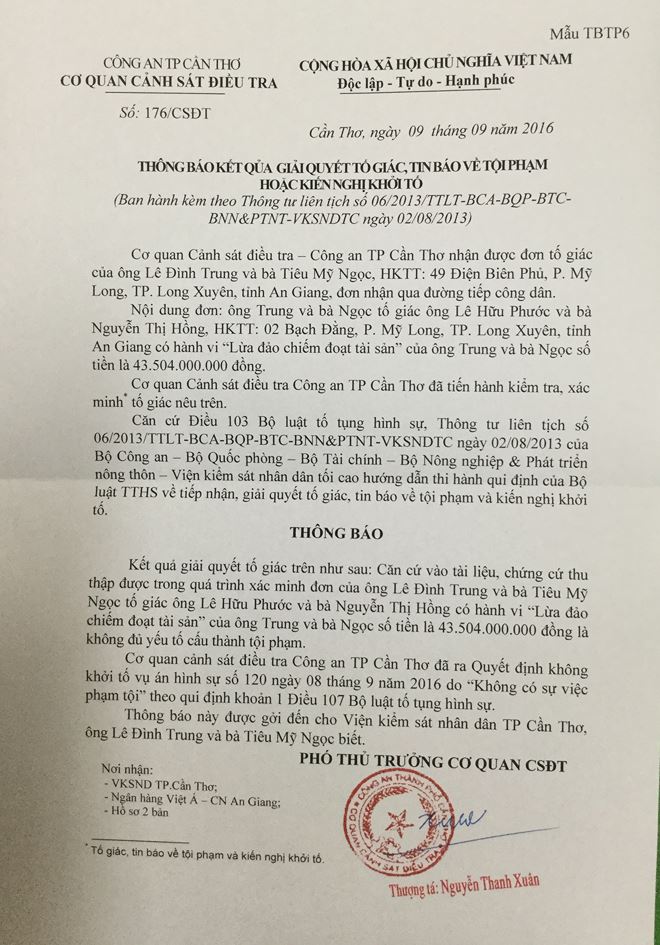 Mẫu TBTP6
CÔNG AN TP CẦN THƠ
CƠ QUAN CẢNH SÁT ĐIỀU TRA
Số: 176/CSĐT
CỘNG HÒA XÃ HỘI CHỦ NGHĨA VIỆT NAM
Độc lập - Tự do - Hạnh phúc
Cần Thơ, ngày 09 tháng 09 năm 2016
THÔNG BÁO KẾT QỦA GIẢI QUYẾT TỐ GIÁC, TIN BÁO VỀ TỘI PHẠM
HOẶC KIẾN NGHỊ KHỞI TỐ
(Ban hành kèm theo Thông tư liên tịch số 06/2013/TTLT-BCA-BQP-BTC-
BNN&PTNT-VKSNDTC ngày 02/08/2013)
Cơ quan Cảnh sát điều tra – Công an TP Cần Thơ nhận được đơn tố giác
của ông Lê Đình Trung và bà Tiêu Mỹ Ngọc, HKTT: 49 Điện Biên Phủ, P. Mỹ
Long, TP. Long Xuyên, tỉnh An Giang, đơn nhận qua đường tiếp công dân.
Nội dung đơn: ông Trung và bà Ngọc tố giác ông Lê Hữu Phước và bà
Nguyễn Thị Hồng, HKTT: 02 Bạch Đằng, P. Mỹ Long, TP. Long Xuyên, tỉnh
An Giang có hành vi “Lừa đảo chiếm đoạt tài sản” của ông Trung và bà Ngọc số
tiền là 43.504.000.000 đồng.
Cơ quan Cảnh sát điều tra Công an TP Cần Thơ đã tiến hành kiểm tra, xác
minh* tố giác nêu trên.
Căn cứ Điều 103 Bộ luật tố tụng hình sự, Thông tư liên tịch số
06/2013/TTLT-BCA-BQP-BTC-BNN&PTNT-VKSNDTC ngày 02/08/2013 của
Bộ Công an – Bộ Quốc phòng – Bộ Tài chính – Bộ Nông nghiệp & Phát triển
nông thôn – Viện kiểm sát nhân dân tối cao hướng dẫn thi hành qui định của Bộ
luật TTHS về tiếp nhận, giải quyết tố giác, tin báo về tội phạm và kiến nghị khởi
tố.
THÔNG BÁO
Kết quả giải quyết tố giác trên như sau: Căn cứ vào tài liệu, chứng cứ thu
thập được trong quá trình xác minh đơn của ông Lê Đình Trung và bà Tiêu Mỹ
Ngọc tố giác ông Lê Hữu Phước và bà Nguyễn Thị Hồng có hành vi “Lừa đảo
chiếm đoạt tài sản” của ông Trung và bà Ngọc số tiền là 43.504.000.000 đồng là
không đủ yếu tố cấu thành tội phạm.
Cơ quan cảnh sát điều tra Công an TP Cần Thơ đã ra Quyết định không
khởi tố vụ án hình sự số 120 ngày 08 tháng 9 năm 2016 do “Không có sự việc
phạm tội” theo qui định khoản 1 Điều 107 Bộ luật tố tụng hình sự.
Thông báo này được gởi đến cho Viện kiểm sát nhân dân TP Cần Thơ,
ông Lê Đình Trung và bà Tiêu Mỹ Ngọc biết.
PHÓ THỦ TRƯỞNG CƠ QUAN CSĐT
Nơi nhận:
- VKSND TP.Cần Thơ;
- Ngân hàng Việt Á – CN An Giang;
- Hồ sơ 2 bản
* Tố giác, tin báo về tội phạm và kiến nghị khởi tố.
CÔNG AN THÀNH PHỐ
CƠ QUAN CẢNH SÁT ĐIỀU TRA
Thượng tá: Nguyễn Thanh Xuân